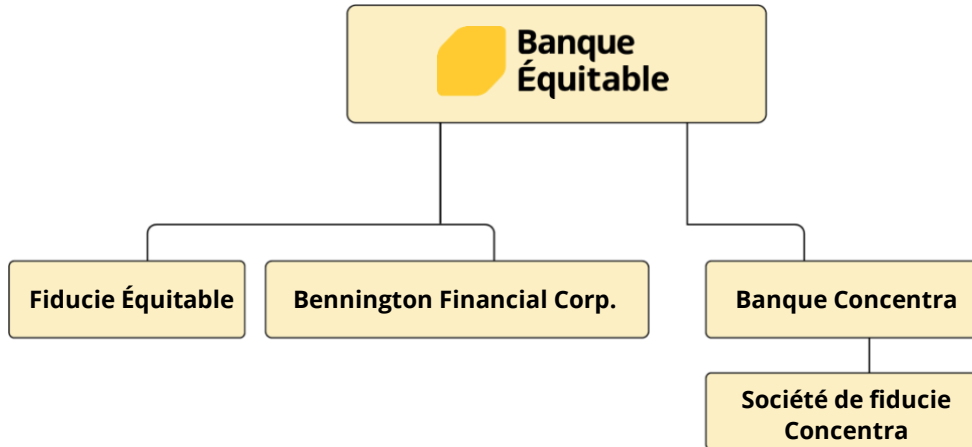 Banque
Équitable
Fiducie Équitable
Bennington Financial Corp.
Banque Concentra
Société de fiducie
Concentra